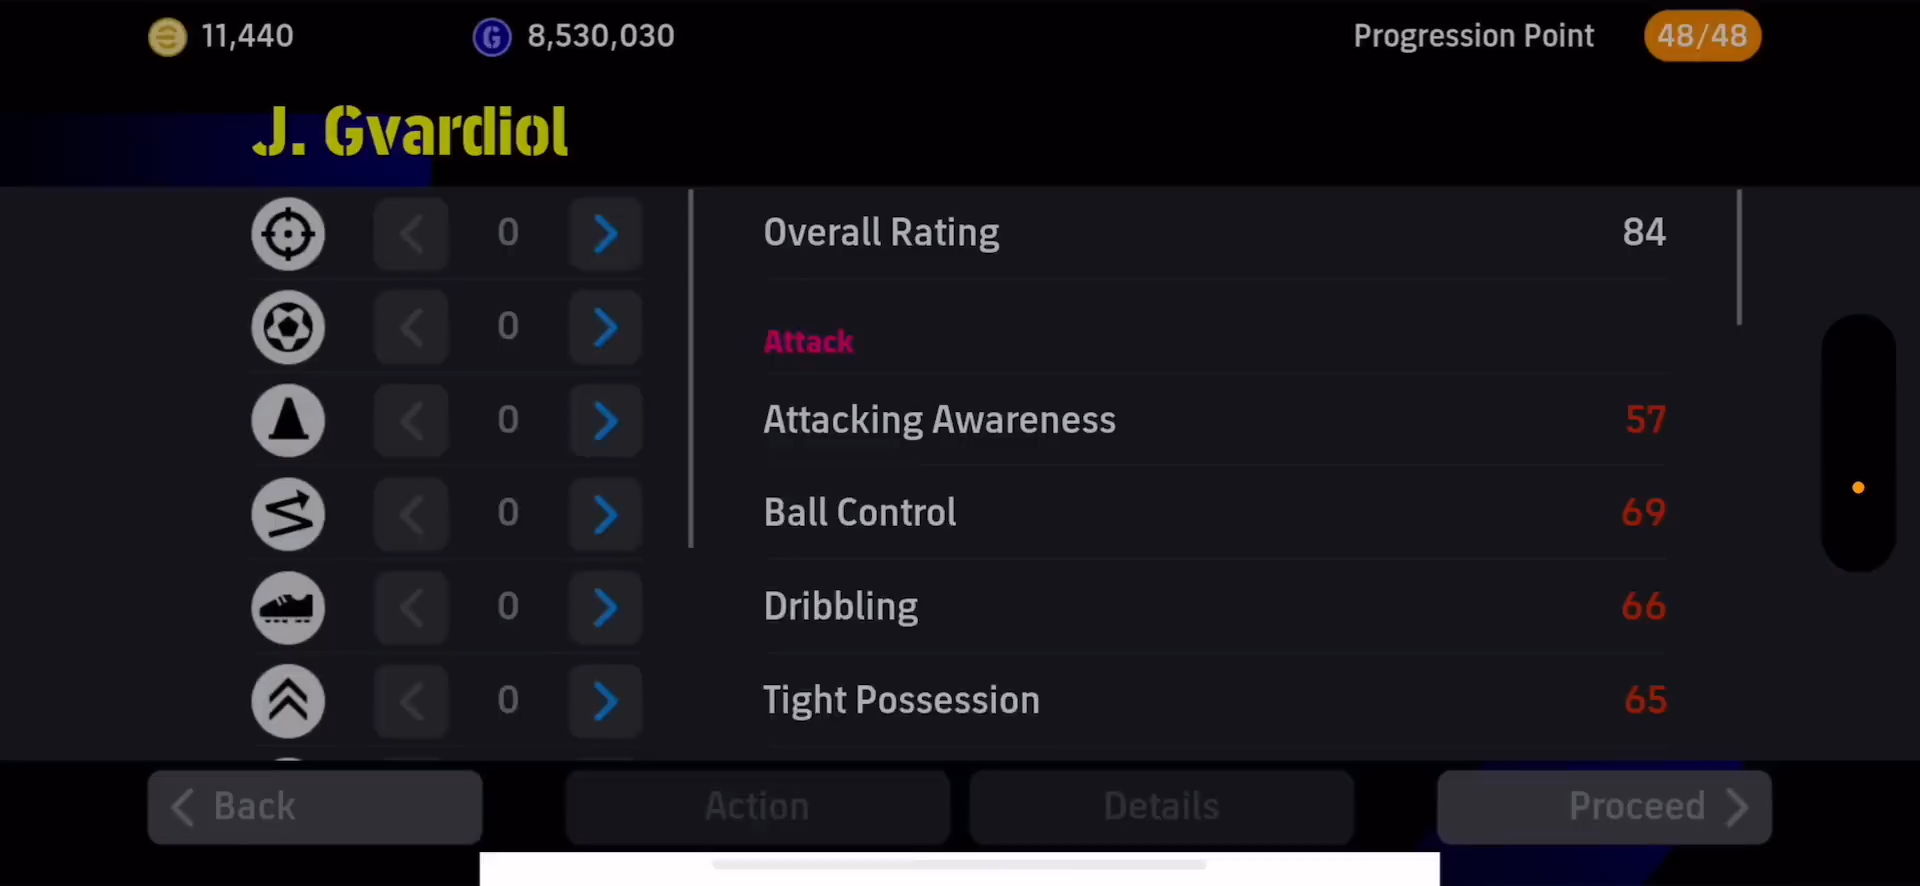 11,440
8,530,030
Progression Point 48/48
J. Gvardiol
0
Overall Rating 84
0
Attack
0
Attacking Awareness 57
0
Ball Control 69
0
Dribbling 66
0
Tight Possession 65
Back
Action
Details
Proceed